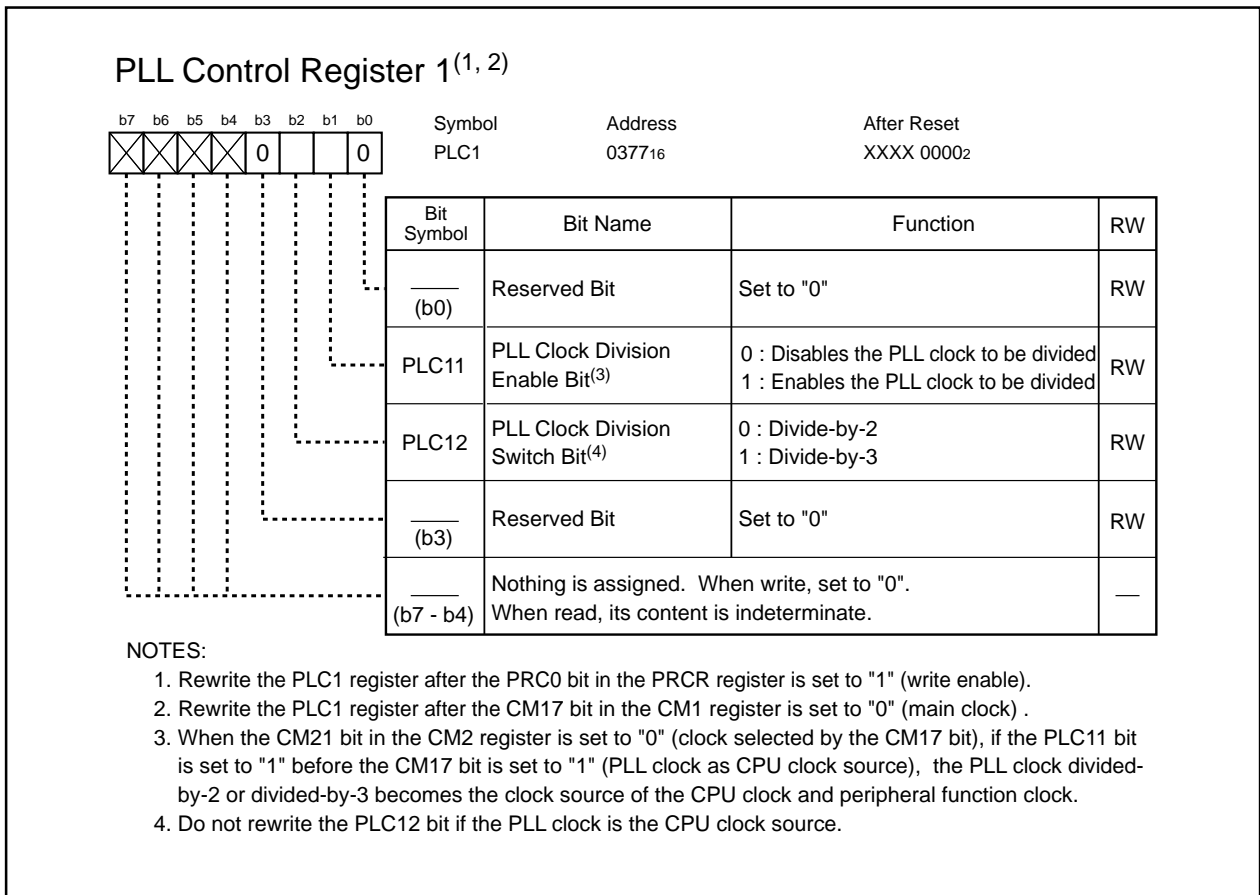 PLL Control Register 1(1, 2)
b7 b6 b5 b4 b3 b2 b1 b0
Symbol Address After Reset
0 0
PLC1 037716 XXXX 00002
Bit Symbol Bit Name Function RW
(b0) Reserved Bit Set to "0" RW
PLC11 PLL Clock Division Enable Bit(3) 0 : Disables the PLL clock to be divided
1 : Enables the PLL clock to be divided RW
PLC12 PLL Clock Division Switch Bit(4) 0 : Divide-by-2
1 : Divide-by-3 RW
(b3) Reserved Bit Set to "0" RW
(b7 - b4) Nothing is assigned. When write, set to "0".
When read, its content is indeterminate. —
NOTES:
1. Rewrite the PLC1 register after the PRC0 bit in the PRCR register is set to "1" (write enable).
2. Rewrite the PLC1 register after the CM17 bit in the CM1 register is set to "0" (main clock) .
3. When the CM21 bit in the CM2 register is set to "0" (clock selected by the CM17 bit), if the PLC11 bit
is set to "1" before the CM17 bit is set to "1" (PLL clock as CPU clock source), the PLL clock divided-
by-2 or divided-by-3 becomes the clock source of the CPU clock and peripheral function clock.
4. Do not rewrite the PLC12 bit if the PLL clock is the CPU clock source.